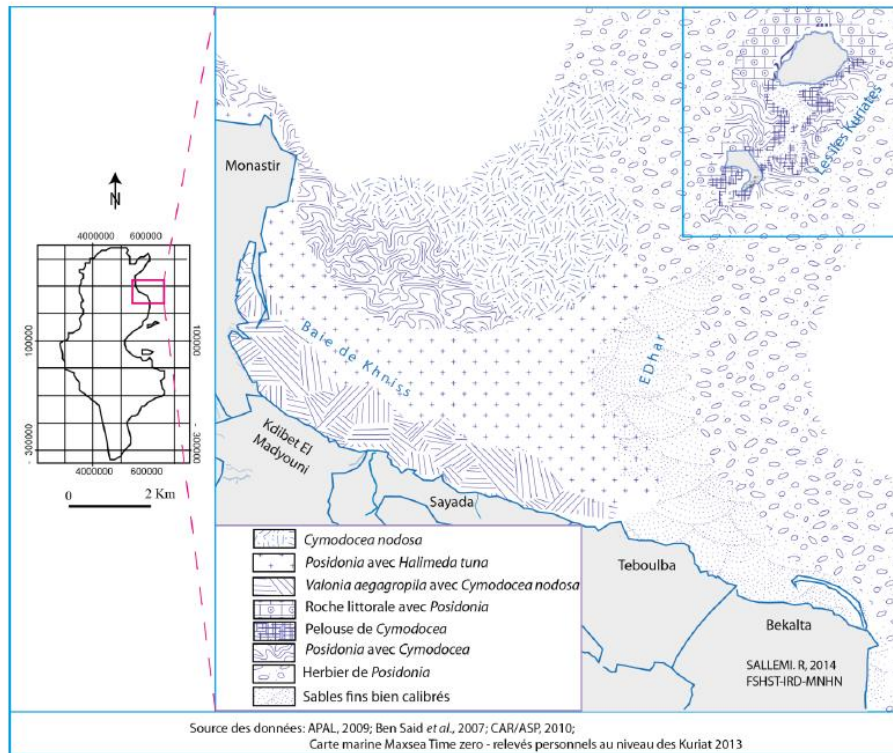 Monastir
Les îles Kuriates
N
4000000 600000
100000
100000
- 300000
- 300000
4000000 600000
0 2 Km
Baie de Khniss
EDhar
Kdibet El
Madyouni
Sayada
Teboulba
Bekalta
Cymodocea nodosa
Posidonia avec Halimeda tuna
Valonia aegagropila avec Cymodocea nodosa
Roche littorale avec Posidonia
Pelouse de Cymodocea
Posidonia avec Cymodocea
Herbier de Posidonia
Sables fins bien calibrés
SALLEMI. R, 2014
FSHST-IRD-MNHN
Source des données: APAL, 2009; Ben Said et al., 2007; CAR/ASP, 2010;
Carte marine Maxsea Time zero - relevés personnels au niveau des Kuriat 2013